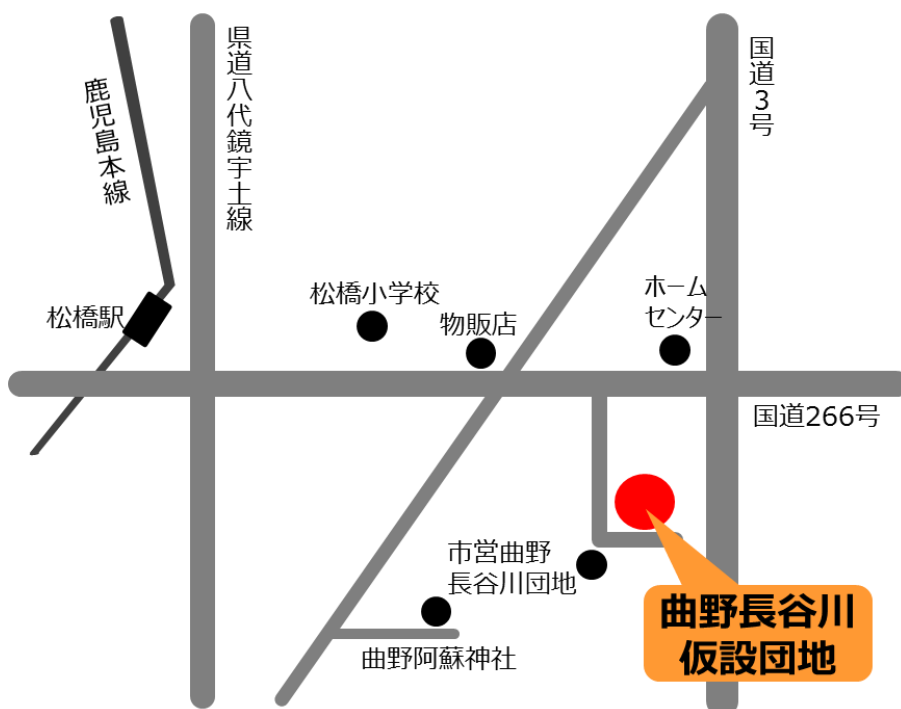 鹿児島本線
県道八代鏡宇土線
国道3号
松橋駅
松橋小学校
物販店
ホーム
センター
国道266号
市営曲野
長谷川団地
曲野阿蘇神社
曲野長谷川
仮設団地